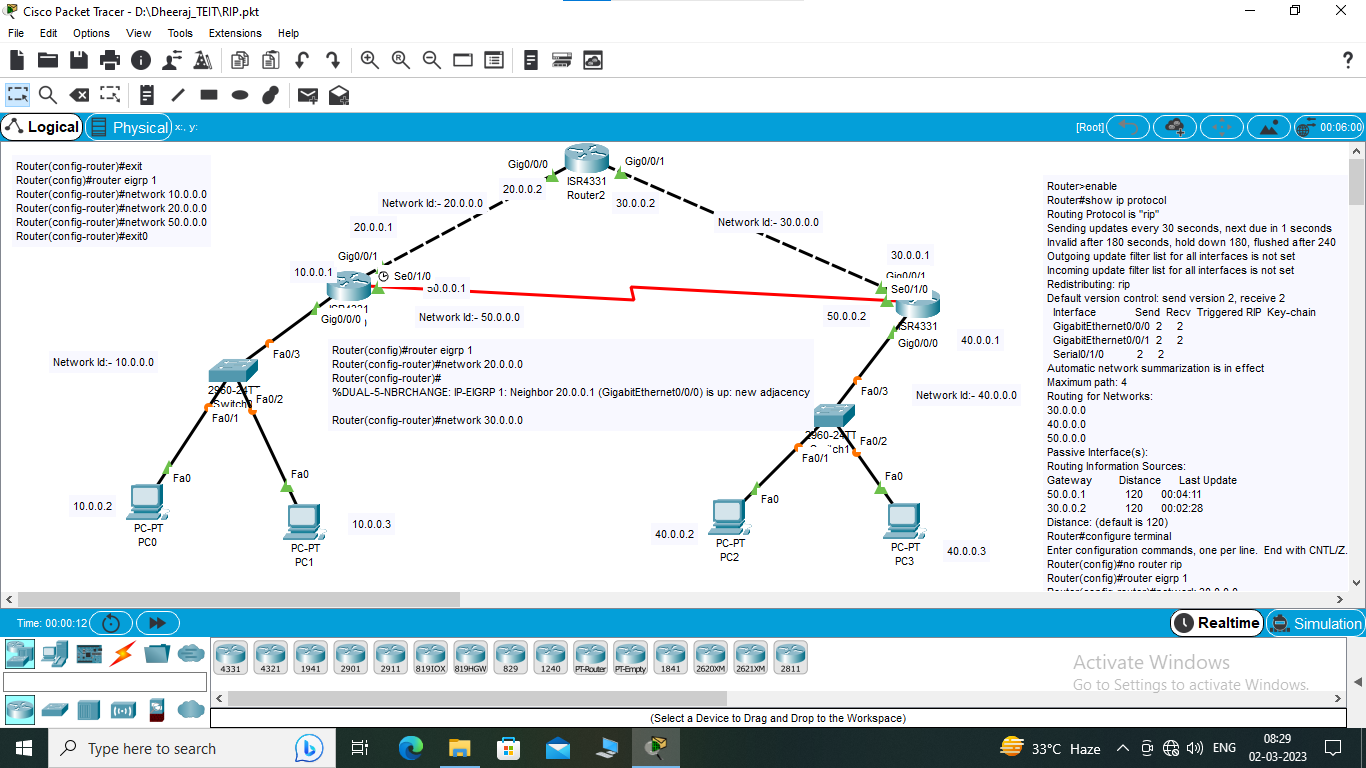 Cisco Packet Tracer - D:\Dheeraj_TEIT\RIP.pkt
File Edit Options View Tools Extensions Help
Logical
Physical
x:, y:
[Root]
00:06:00
Router(config-router)#exit
Router(config)#router eigrp 1
Router(config-router)#network 10.0.0.0
Router(config-router)#network 20.0.0.0
Router(config-router)#network 50.0.0.0
Router(config-router)#exit0
Gig0/0/0
Gig0/0/1
ISR4331
Router2
20.0.0.2
30.0.0.2
Network Id:- 20.0.0.0
Network Id:- 30.0.0.0
20.0.0.1
Gig0/0/1
10.0.0.1
Se0/1/0
50.0.0.1
Gig0/0/0
Network Id:- 50.0.0.0
30.0.0.1
Gig0/0/1
Se0/1/0
50.0.0.2
ISR4331
Gig0/0/0
40.0.0.1
Network Id:- 10.0.0.0
Fa0/3
2960-24TT
Switch0
Fa0/2
Fa0/1
Router(config)#router eigrp 1
Router(config-router)#network 20.0.0.0
Router(config-router)#
%DUAL-5-NBRCHANGE: IP-EIGRP 1: Neighbor 20.0.0.1 (GigabitEthernet0/0/0) is up: new adjacency
Router(config-router)#network 30.0.0.0
Fa0/3
Network Id:- 40.0.0.0
2960-24TT
Switch1
Fa0/2
Fa0/1
Fa0
10.0.0.2
PC-PT
PC0
Fa0
10.0.0.3
PC-PT
PC1
Fa0
40.0.0.2
PC-PT
PC2
Fa0
PC-PT
PC3
40.0.0.3
Router>enable
Router#show ip protocol
Routing Protocol is "rip"
Sending updates every 30 seconds, next due in 1 seconds
Invalid after 180 seconds, hold down 180, flushed after 240
Outgoing update filter list for all interfaces is not set
Incoming update filter list for all interfaces is not set
Redistributing: rip
Default version control: send version 2, receive 2
Interface Send Recv Triggered RIP Key-chain
GigabitEthernet0/0/0 2 2
GigabitEthernet0/0/1 2 2
Serial0/1/0 2 2
Automatic network summarization is in effect
Maximum path: 4
Routing for Networks:
30.0.0.0
40.0.0.0
50.0.0.0
Passive Interface(s):
Routing Information Sources:
Gateway Distance Last Update
50.0.0.1 120 00:04:11
30.0.0.2 120 00:02:28
Distance: (default is 120)
Router#configure terminal
Enter configuration commands, one per line. End with CNTL/Z.
Router(config)#no router rip
Router(config)#router eigrp 1
Time: 00:00:12
Realtime
Simulation
4331 4321 1941 2901 2911 819IOX 819HGW 829 1240 PT-Router PT-Empty 1841 2620XM 2621XM 2811
Activate Windows
Go to Settings to activate Windows.
(Select a Device to Drag and Drop to the Workspace)
Type here to search
33°C Haze
ENG
08:29
02-03-2023